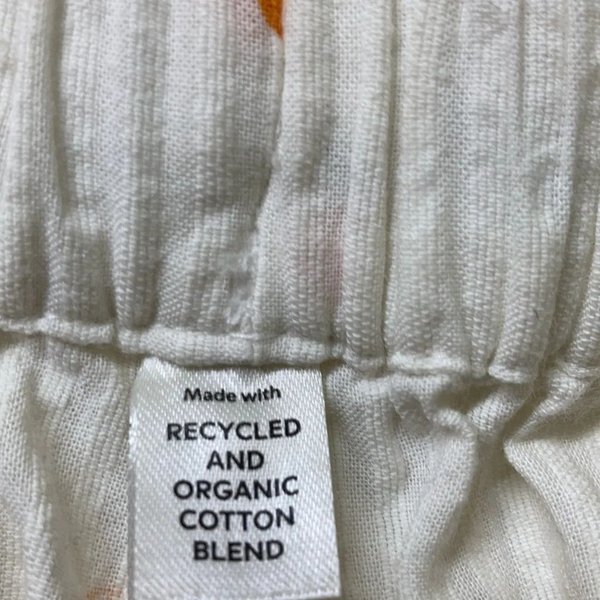 Made with
RECYCLED
AND
ORGANIC
COTTON
BLEND